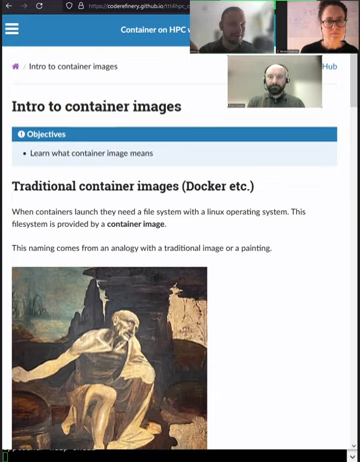 https://coderefinery.github.io/ttt4hpc_c
Container on HPC w
Hub
/ Intro to container images
Intro to container images
Objectives
• Learn what container image means
Traditional container images (Docker etc.)
When containers launch they need a file system with a linux operating system. This
filesystem is provided by a container image.
This naming comes from an analogy with a traditional image or a painting.